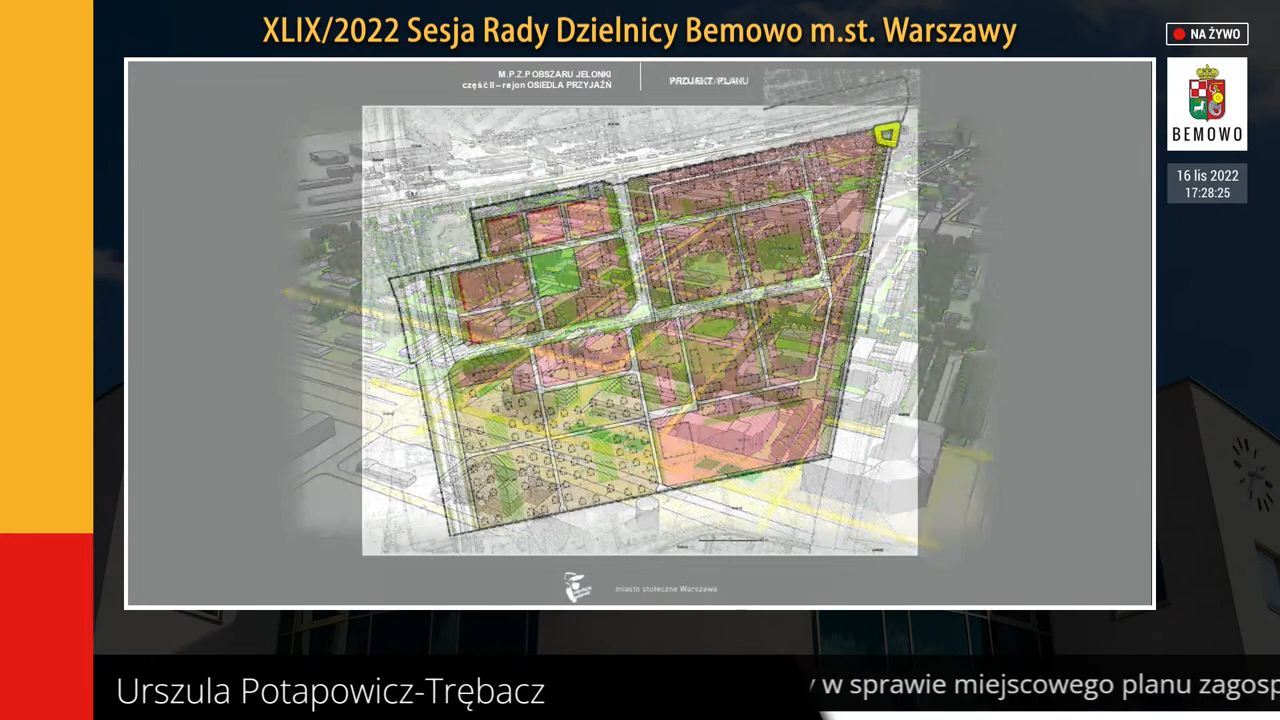 XLIX/2022 Sesja Rady Dzielnicy Bemowo m.st. Warszawy
NA ŻYWO
M.P.Z.P OBSZARU JELONKI
część II – rejon OSIEDLA PRZYJAŹŃ
PROJEKT PLANU
BEMOWO
16 lis 2022
17:28:25
miasto stołeczne Warszawa
Urszula Potapowicz-Trębacz
w sprawie miejscowego planu zagosp